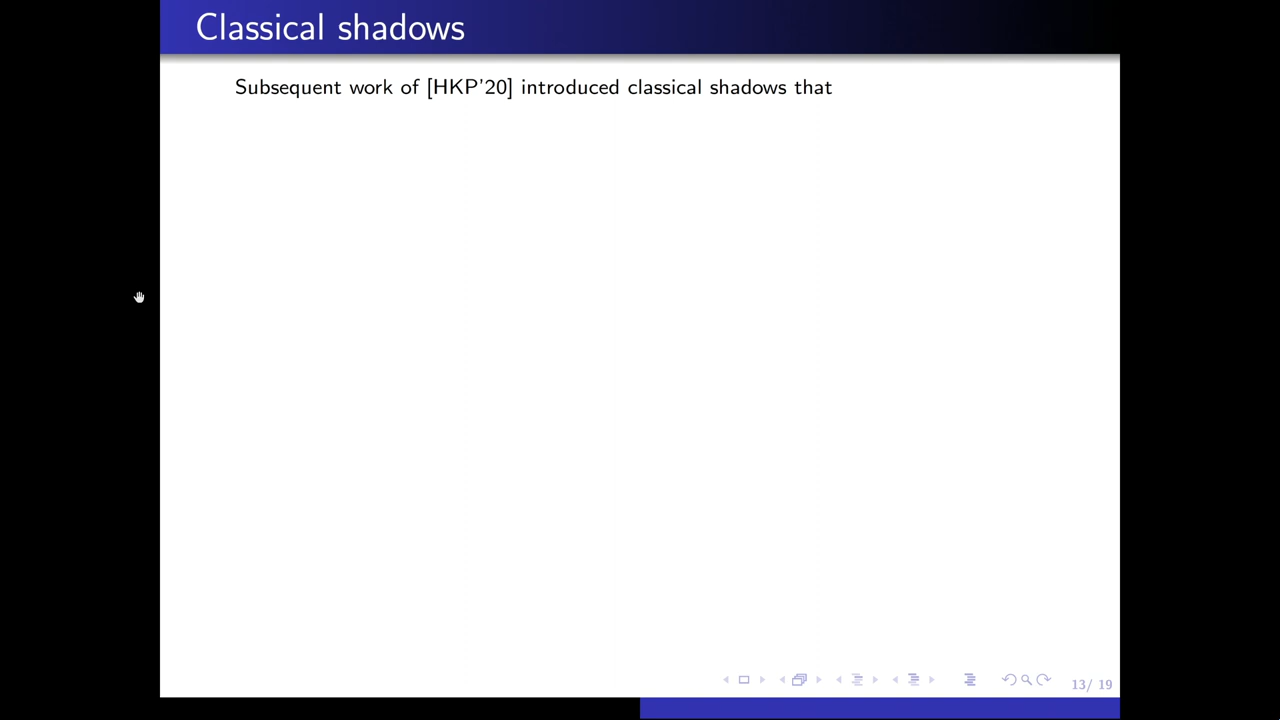 Classical shadows
Subsequent work of [HKP'20] introduced classical shadows that
13/ 19